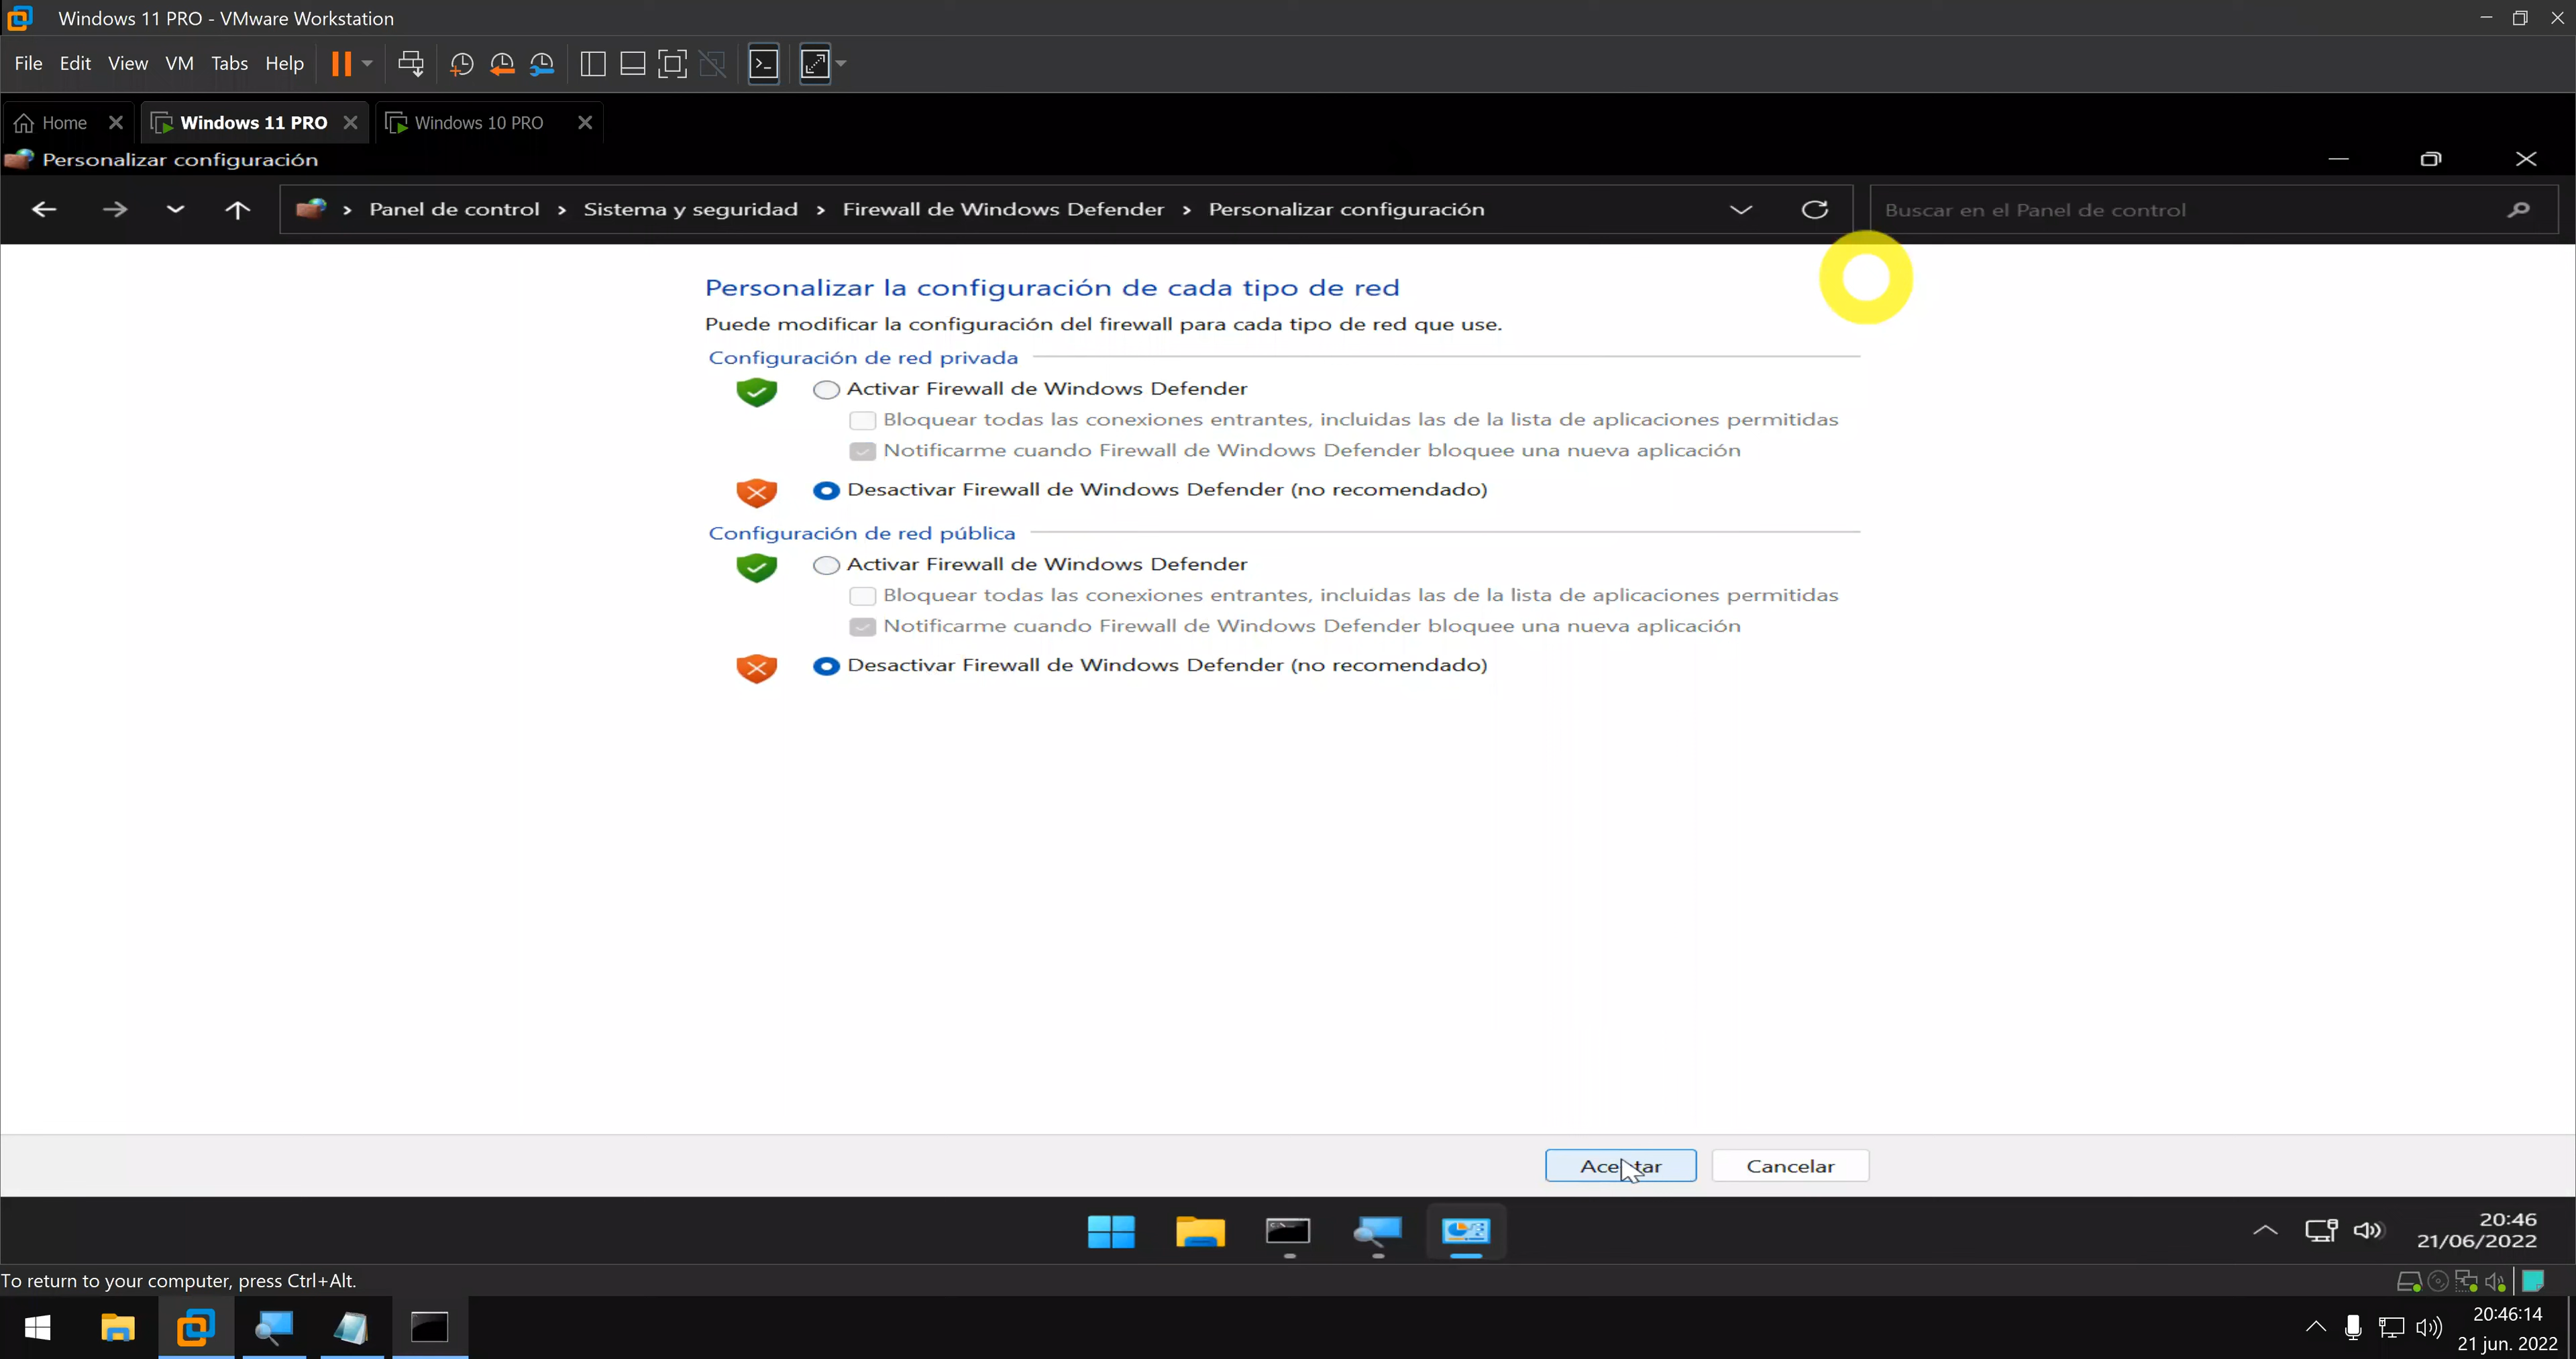 Windows 11 PRO - VMware Workstation
File Edit View VM Tabs Help
Home Windows 11 PRO Windows 10 PRO
Personalizar configuración
Panel de control > Sistema y seguridad > Firewall de Windows Defender > Personalizar configuración
Buscar en el Panel de control
Personalizar la configuración de cada tipo de red
Puede modificar la configuración del firewall para cada tipo de red que use.
Configuración de red privada
Activar Firewall de Windows Defender
Bloquear todas las conexiones entrantes, incluidas las de la lista de aplicaciones permitidas
Notificarme cuando Firewall de Windows Defender bloquee una nueva aplicación
Desactivar Firewall de Windows Defender (no recomendado)
Configuración de red pública
Activar Firewall de Windows Defender
Bloquear todas las conexiones entrantes, incluidas las de la lista de aplicaciones permitidas
Notificarme cuando Firewall de Windows Defender bloquee una nueva aplicación
Desactivar Firewall de Windows Defender (no recomendado)
Aceptar Cancelar
20:46
21/06/2022
To return to your computer, press Ctrl+Alt.
20:46:14
21 jun. 2022